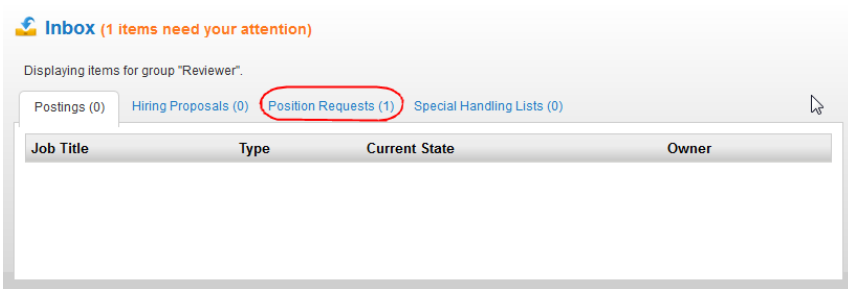 Inbox (1 items need your attention)
Displaying items for group "Reviewer".
Postings (0) Hiring Proposals (0) Position Requests (1) Special Handling Lists (0)
Job Title Type Current State Owner